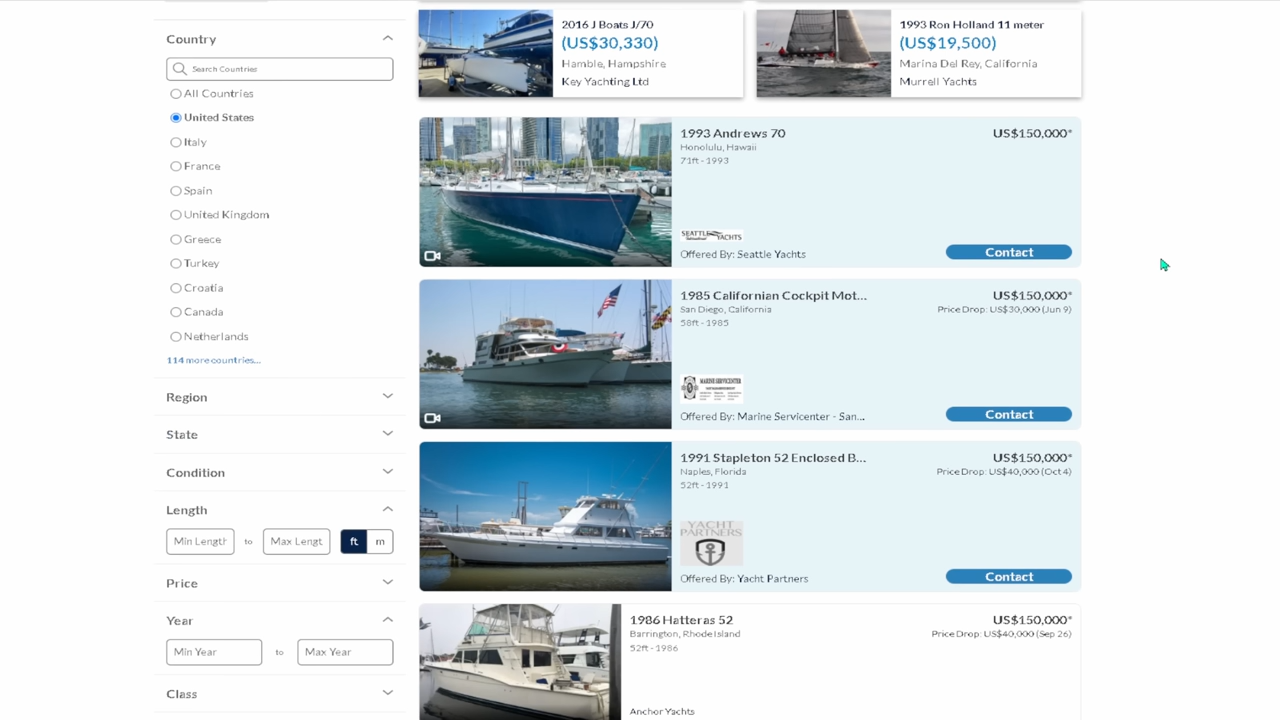 Country
Search Countries
All Countries
United States
Italy
France
Spain
United Kingdom
Greece
Turkey
Croatia
Canada
Netherlands
114 more countries...
Region
State
Condition
Length
Min Length to Max Lengt ft m
Price
Year
Min Year to Max Year
Class
2016 J Boats J/70
(US$30,330)
Hamble, Hampshire
Key Yachting Ltd
1993 Ron Holland 11 meter
(US$19,500)
Marina Del Rey, California
Murrell Yachts
1993 Andrews 70 US$150,000*
Honolulu, Hawaii
71ft - 1993
SEATTLE YACHTS
Offered By: Seattle Yachts Contact
1985 Californian Cockpit Mot... US$150,000*
San Diego, California Price Drop: US$30,000 (Jun 9)
58ft - 1985
MARINE SERVICENTER
Offered By: Marine Servicenter - San... Contact
1991 Stapleton 52 Enclosed B... US$150,000*
Naples, Florida Price Drop: US$40,000 (Oct 4)
52ft - 1991
YACHT
PARTNERS
Offered By: Yacht Partners Contact
1986 Hatteras 52 US$150,000*
Barrington, Rhode Island Price Drop: US$40,000 (Sep 26)
52ft - 1986
Anchor Yachts